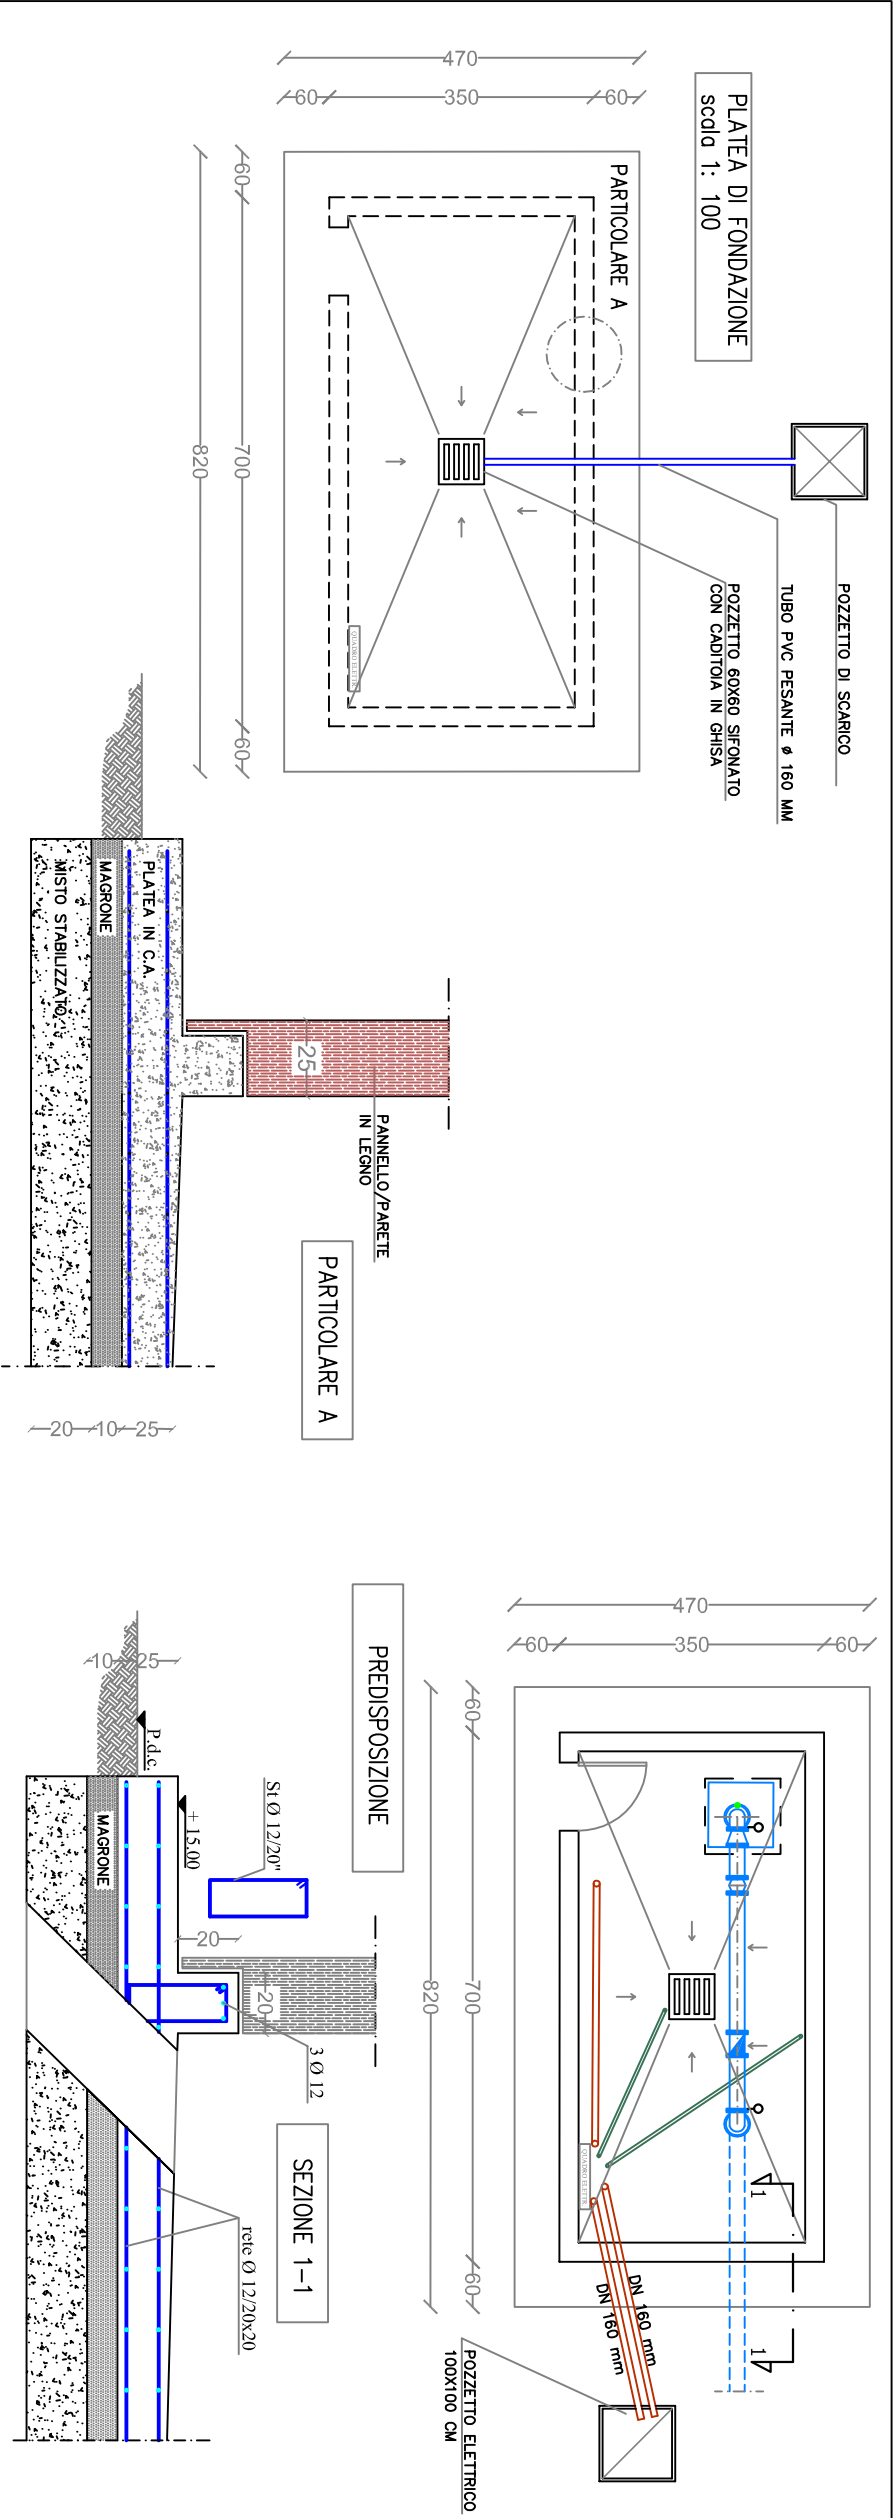 PLATEA DI FONDAZIONE
scala 1: 100
470
60
350
60
PARTICOLARE A
60
700
60
820
POZZETTO DI SCARICO
TUBO PVC PESANTE ø 160 MM
POZZETTO 60X60 SIFONATO
CON CADITOIA IN GHISA
QUADRO ELETTR.
PLATEA IN C.A.
MAGRONE
MISTO STABILIZZATO
25
PANNELLO/PARETE
IN LEGNO
PARTICOLARE A
20
10
25
PREDISPOSIZIONE
470
60
350
60
60
700
60
820
QUADRO ELETTR.
1
1
DN 160 mm
DN 160 mm
POZZETTO ELETTRICO
100X100 CM
10
25
P.d.c.
+ 15.00
St Ø 12/20"
MAGRONE
20
20
3 Ø 12
SEZIONE 1-1
rete Ø 12/20x20